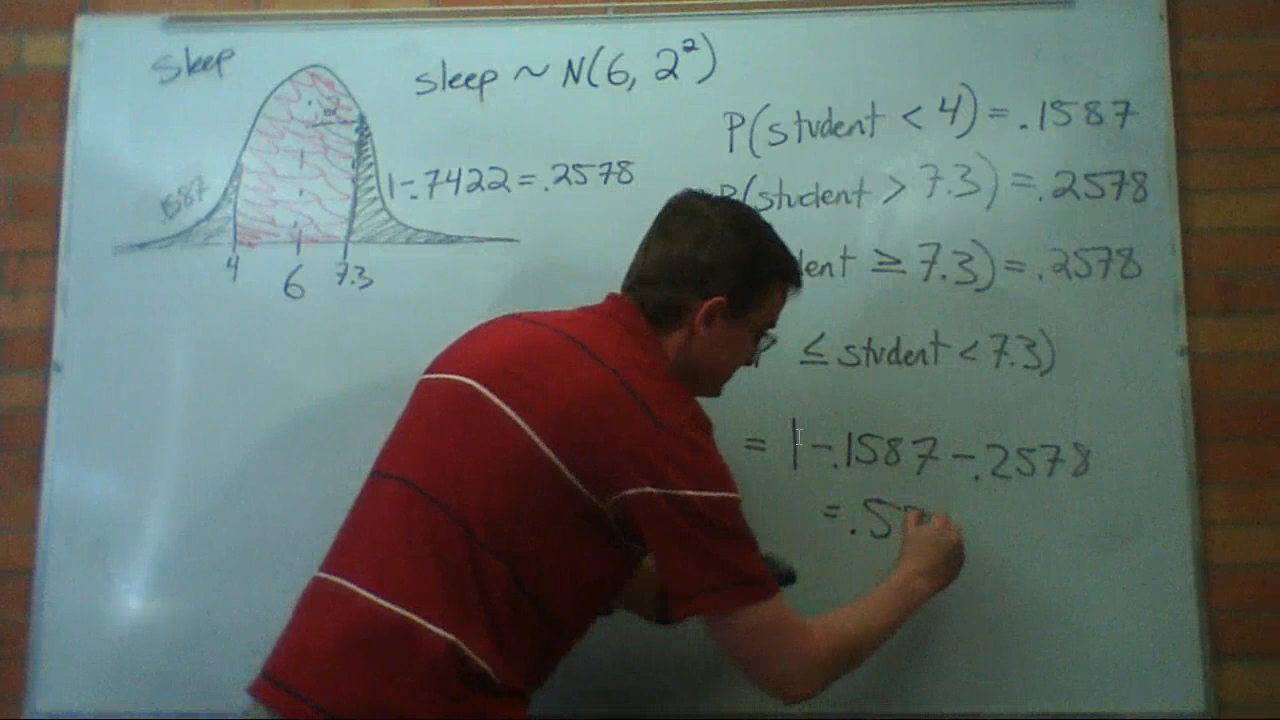 sleep
sleep ~ N(6, 2²)
P(student < 4) = .1587
1-.7422=.2578
(student > 7.3) = .2578
1587
≥ 7.3) = .2578
4
6
7.3
2
≤ student < 7.3)
= 1-.1587-.2578
= .5